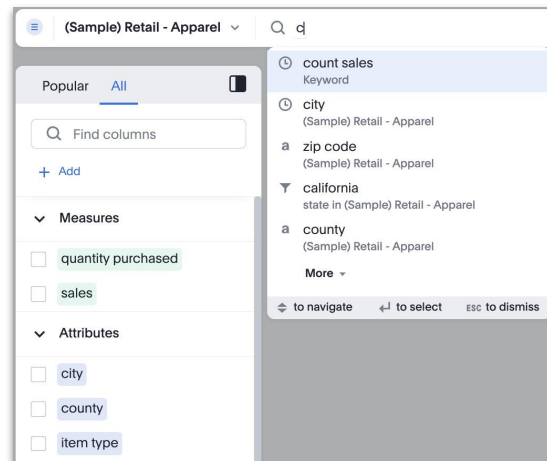 (Sample) Retail - Apparel
c
Popular All
Find columns
+ Add
Measures
quantity purchased
sales
Attributes
city
county
item type
count sales
Keyword
city
(Sample) Retail - Apparel
a zip code
(Sample) Retail - Apparel
california
state in (Sample) Retail - Apparel
a county
(Sample) Retail - Apparel
More
to navigate to select ESC to dismiss